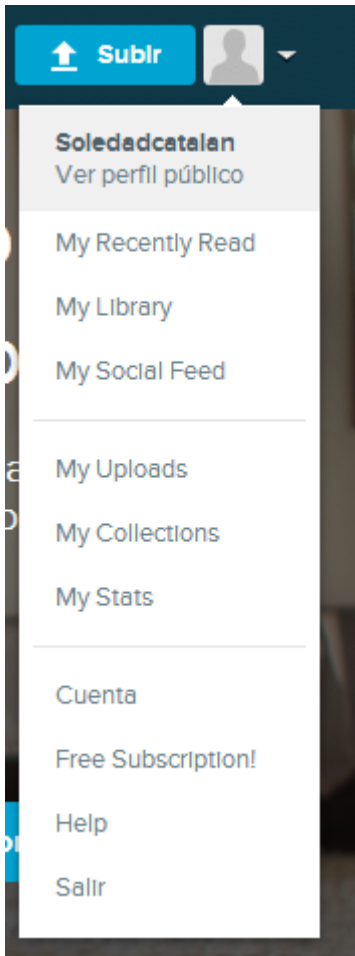 Subir
Soledadcatalan
Ver perfil público
My Recently Read
My Library
My Social Feed
My Uploads
My Collections
My Stats
Cuenta
Free Subscription!
Help
Salir